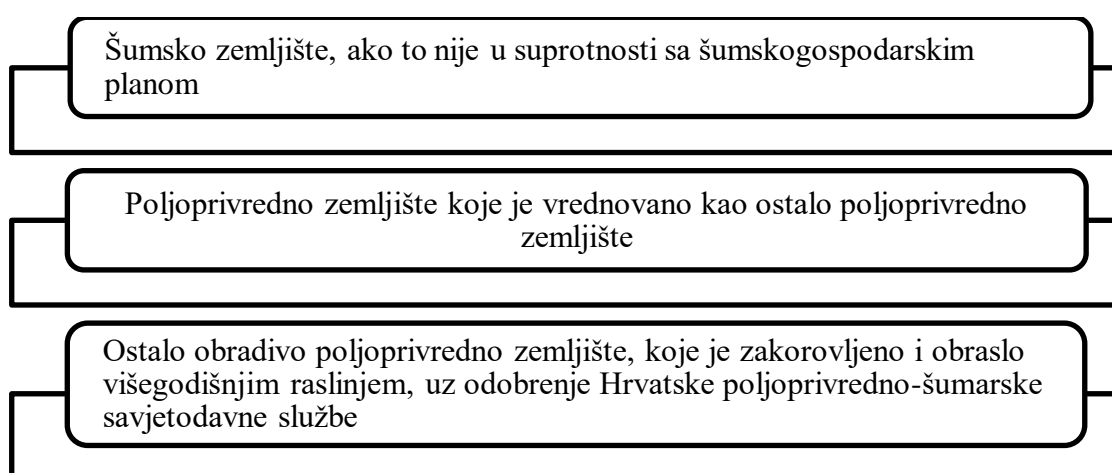 Šumsko zemljište, ako to nije u suprotnosti sa šumskogospodarskim
planom
Poljoprivredno zemljište koje je vrednovano kao ostalo poljoprivredno
zemljište
Ostalo obradivo poljoprivredno zemljište, koje je zakorovljeno i obraslo
višegodišnjim raslinjem, uz odobrenje Hrvatske poljoprivredno-šumarske
savjetodavne službe